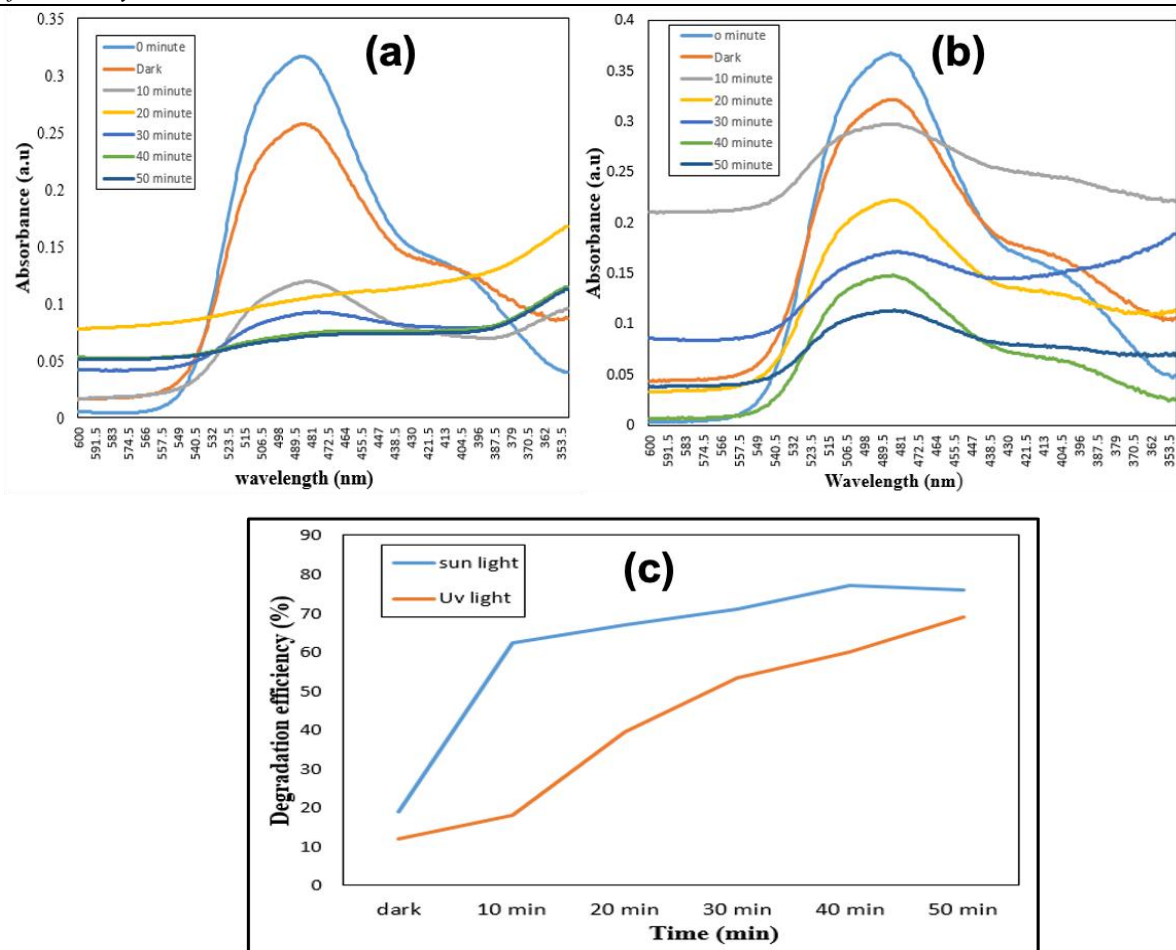 (a)
0.35
0.3
0.25
0.2
0.15
0.1
0.05
0
Absorbance (a.u)
0 minute
Dark
10 minute
20 minute
30 minute
40 minute
50 minute
600 591.5 583 574.5 566 557.5 549 540.5 532 523.5 515 506.5 498 489.5 481 472.5 464 455.5 447 438.5 430 421.5 413 404.5 396 387.5 379 370.5 362 353.5
wavelength (nm)
(b)
0.4
0.35
0.3
0.25
0.2
0.15
0.1
0.05
0
Absorbance (a.u)
o minute
Dark
10 minute
20 minute
30 minute
40 minute
50 minute
600 591.5 583 574.5 566 557.5 549 540.5 532 523.5 515 506.5 498 489.5 481 472.5 464 455.5 447 438.5 430 421.5 413 404.5 396 387.5 379 370.5 362 353.5
Wavelength (nm)
(c)
90
80
70
60
50
40
30
20
10
0
Degradation efficiency (%)
sun light
Uv light
dark 10 min 20 min 30 min 40 min 50 min
Time (min)